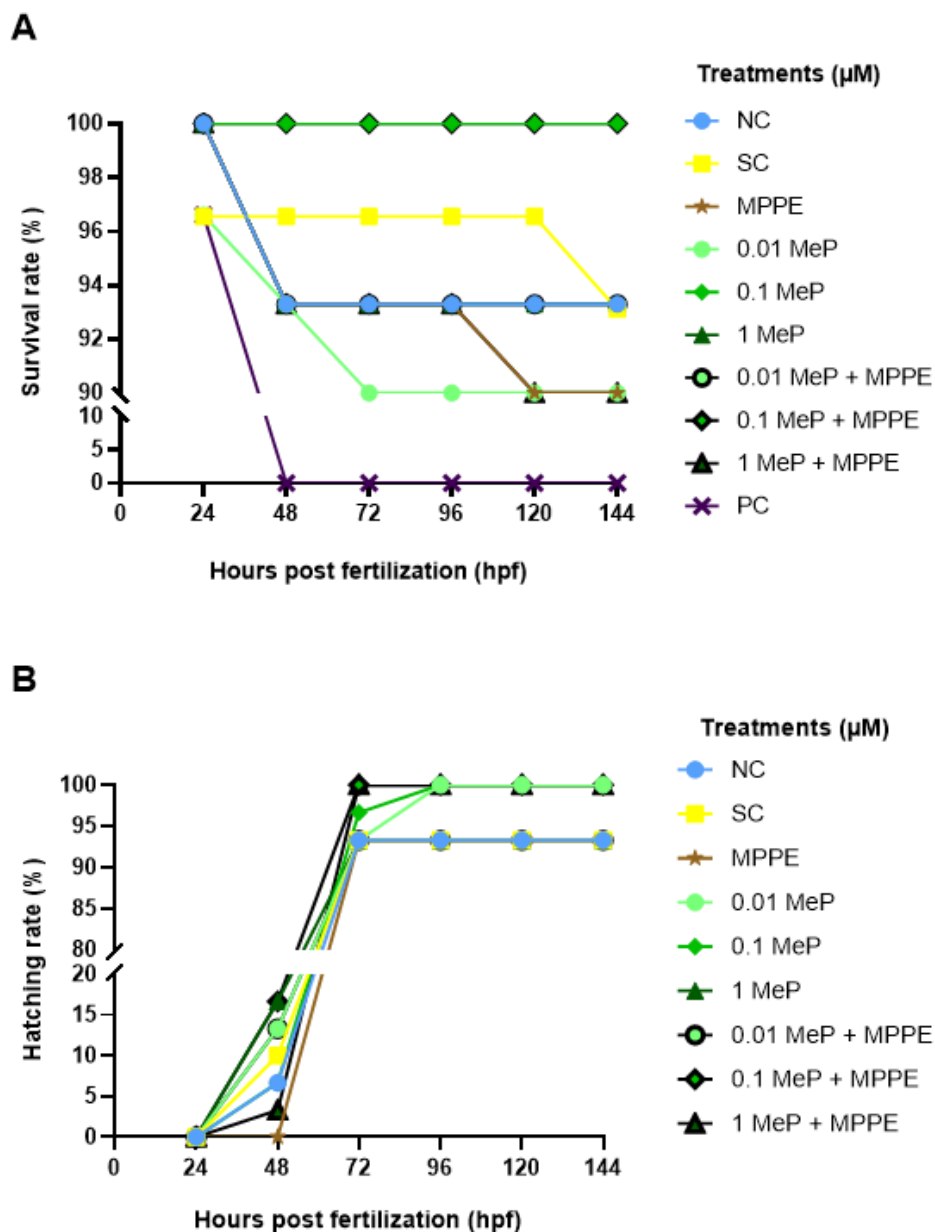 A
Treatments (µM)
NC
SC
MPPE
0.01 MeP
0.1 MeP
1 MeP
0.01 MeP + MPPE
0.1 MeP + MPPE
1 MeP + MPPE
PC
Survival rate (% )
100
98
96
94
92
90
10
5
0
0 24 48 72 96 120 144
Hours post fertilization (hpf)
B
Treatments (µM)
NC
SC
MPPE
0.01 MeP
0.1 MeP
1 MeP
0.01 MeP + MPPE
0.1 MeP + MPPE
1 MeP + MPPE
Hatching rate (% )
100
95
90
85
80
20
15
10
5
0
0 24 48 72 96 120 144
Hours post fertilization (hpf)